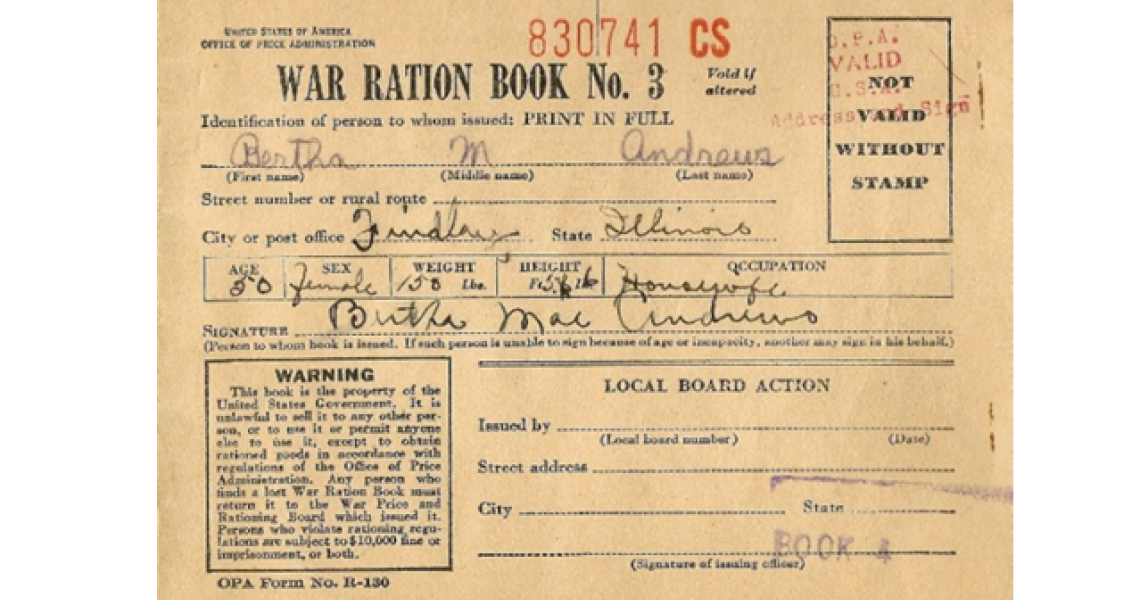 UNITED STATES OF AMERICA
OFFICE OF PRICE ADMINISTRATION
830741 CS
WAR RATION BOOK No. 3
Void if
altered
Identification of person to whom issued: PRINT IN FULL
Bertha M Andrews
(First name) (Middle name) (Last name)
Street number or rural route
City or post office Findlay State Illinois
AGE SEX WEIGHT HEIGHT OCCUPATION
50 Female 150 Lbs. Ft. 5 In. Housewife
SIGNATURE Bertha Mae Andrews
(Person to whom book is issued. If such person is unable to sign because of age or incapacity, another may sign in his behalf.)
O.P.A.
VALID
U.S.A.
Address and Sign
NOT
VALID
WITHOUT
STAMP
WARNING
This book is the property of the
United States Government. It is
unlawful to sell it to any other per-
son, or to use it or permit anyone
else to use it, except to obtain
rationed goods in accordance with
regulations of the Office of Price
Administration. Any person who
finds a lost War Ration Book must
return it to the War Price and
Rationing Board which issued it.
Persons who violate rationing regu-
lations are subject to $10,000 fine or
imprisonment, or both.
OPA Form No. R-130
LOCAL BOARD ACTION
Issued by
(Local board number) (Date)
Street address
City State
BOOK 4
(Signature of issuing officer)